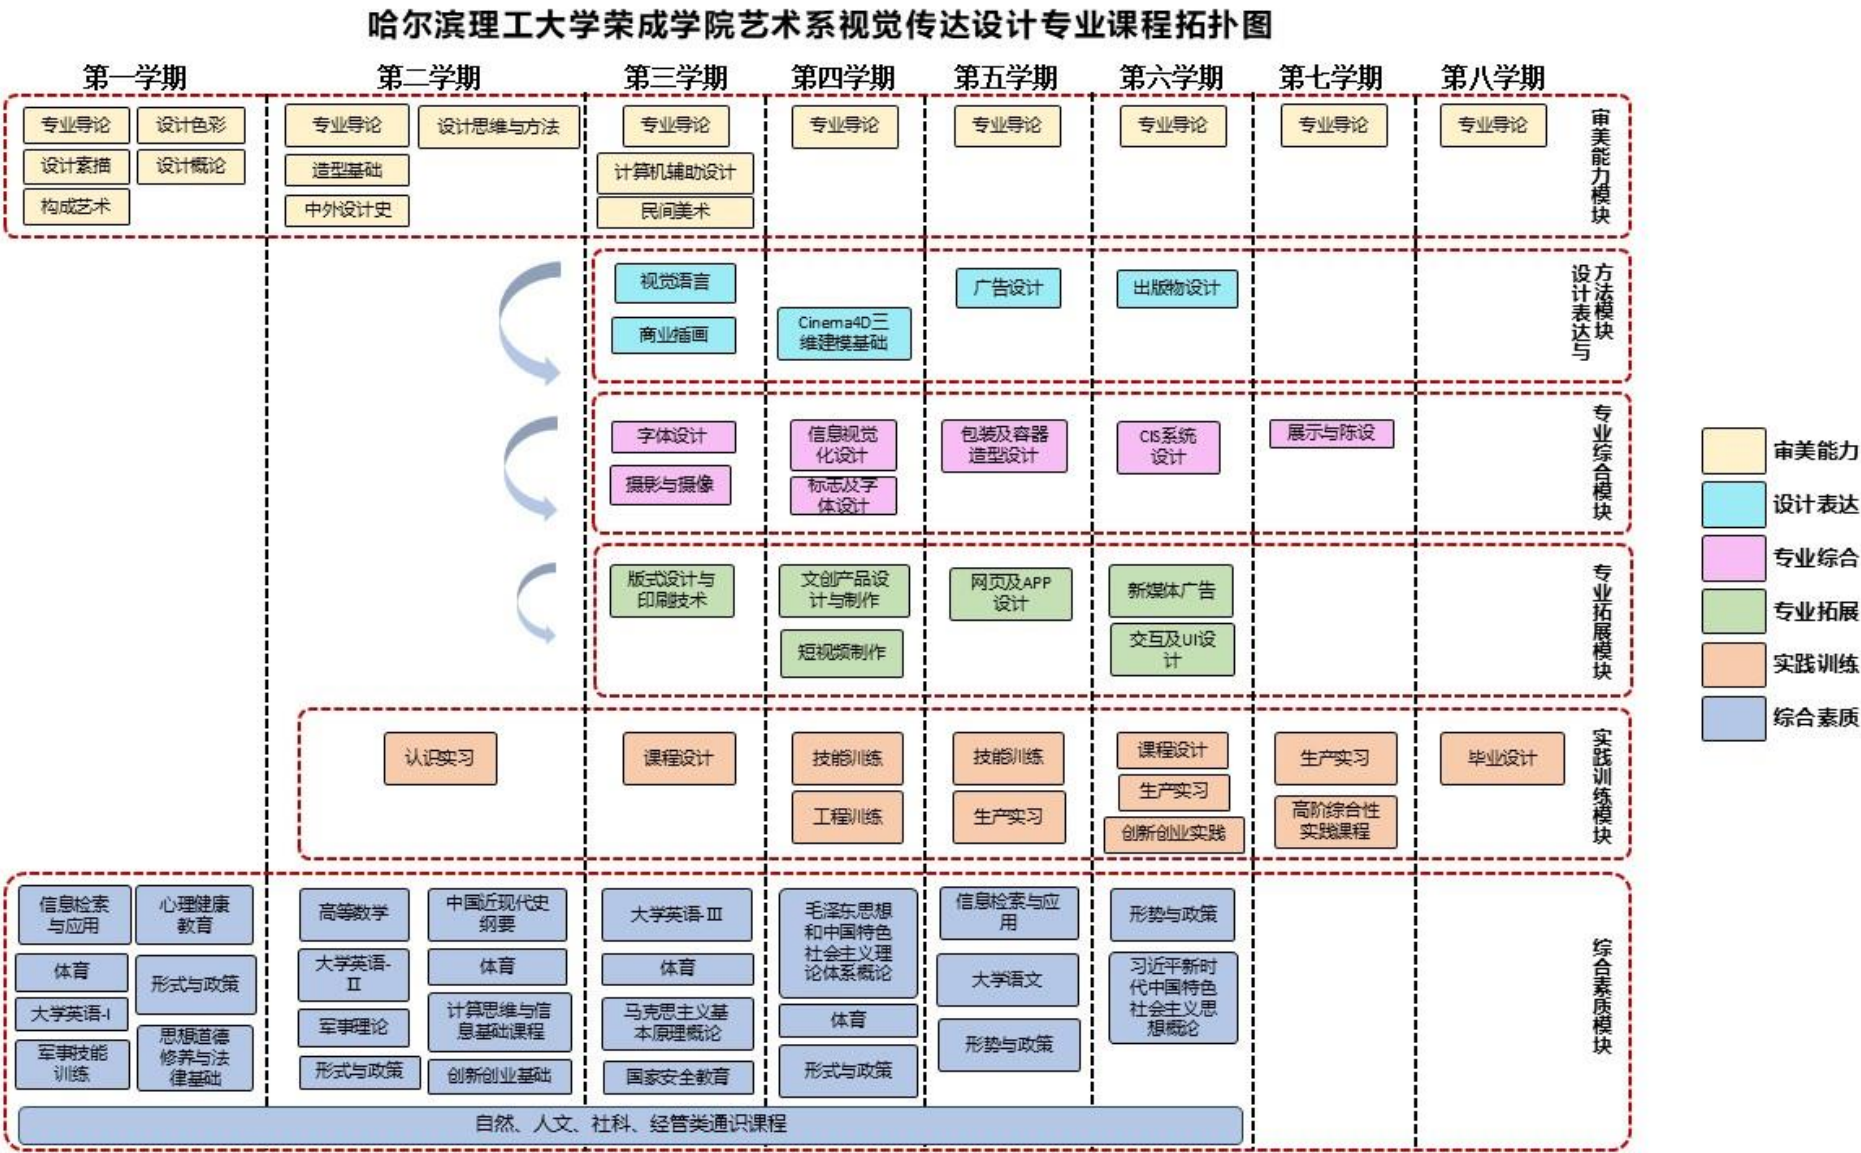 哈尔滨理工大学荣成学院艺术系视觉传达设计专业课程拓扑图
第一学期
第二学期
第三学期
第四学期
第五学期
第六学期
第七学期
第八学期
专业导论
设计色彩
设计素描
设计概论
构成艺术
专业导论
设计思维与方法
造型基础
中外设计史
专业导论
计算机辅助设计
民间美术
专业导论
专业导论
专业导论
专业导论
专业导论
审美能力模块
视觉语言
商业插画
Cinema4D三
维建模基础
广告设计
出版物设计
设计表达与
方法模块
字体设计
摄影与摄像
信息视觉
化设计
标志及字
体设计
包装及容器
造型设计
CIS系统
设计
展示与陈设
专业综合模块
版式设计与
印刷技术
文创产品设
计与制作
短视频制作
网页及APP
设计
新媒体广告
交互及UI设
计
专业拓展模块
认识实习
课程设计
技能训练
工程训练
技能训练
生产实习
课程设计
生产实习
创新创业实践
生产实习
高阶综合性
实践课程
毕业设计
实践训练模块
信息检索
与应用
心理健康
教育
体育
形式与政策
大学英语-I
军事技能
训练
思想道德
修养与法
律基础
高等数学
中国近现代史
纲要
大学英语-
II
体育
军事理论
计算思维与信
息基础课程
形式与政策
创新创业基础
大学英语-III
体育
马克思主义基
本原理概论
国家安全教育
毛泽东思想
和中国特色
社会主义理
论体系概论
体育
形式与政策
信息检索与应
用
大学语文
形势与政策
形势与政策
习近平新时
代中国特色
社会主义思
想概论
综合素质模块
自然、人文、社科、经管类通识课程
审美能力
设计表达
专业综合
专业拓展
实践训练
综合素质